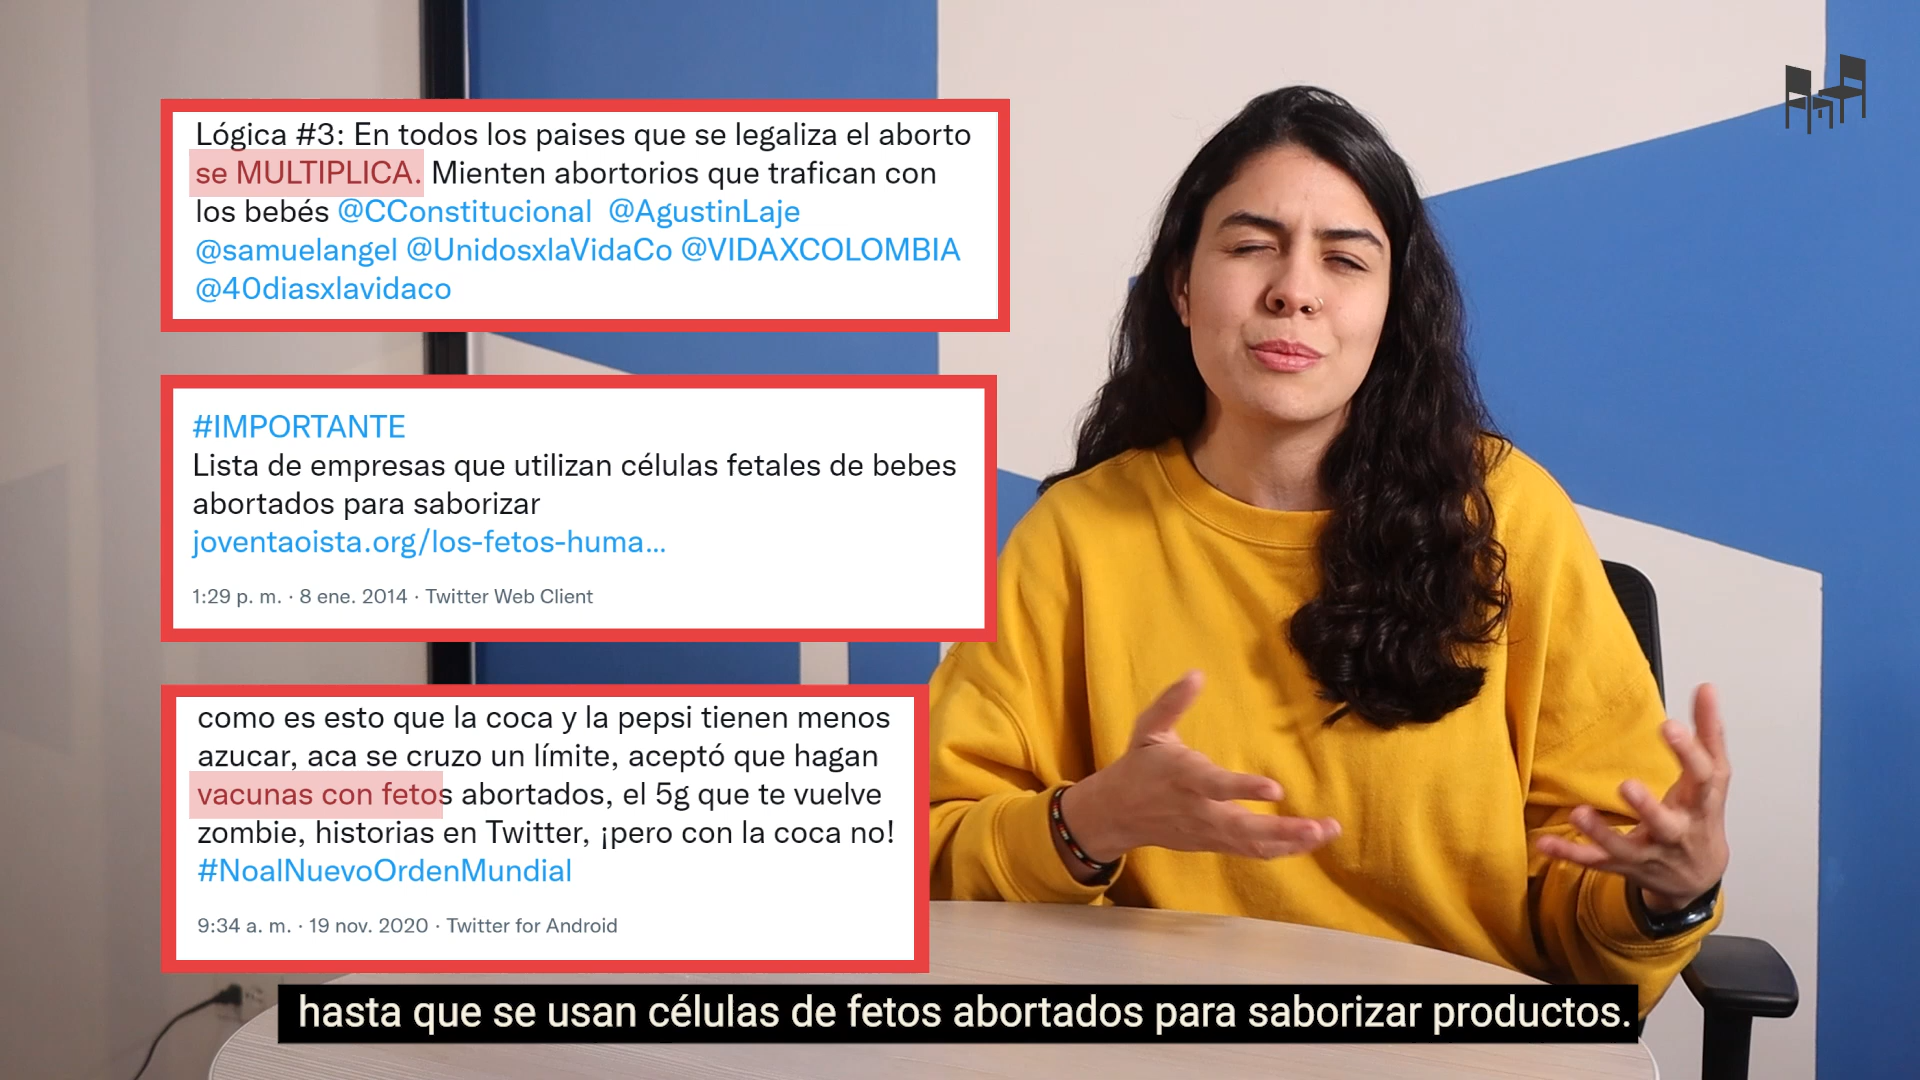 Lógica #3: En todos los paises que se legaliza el aborto
se MULTIPLICA. Mienten abortorios que trafican con
los bebés @CConstitucional @AgustinLaje
@samuelangel @UnidosxlaVidaCo @VIDAXCOLOMBIA
@40diasxlavidaco
#IMPORTANTE
Lista de empresas que utilizan células fetales de bebes
abortados para saborizar
joventaoista.org/los-fetos-huma...
1:29 p. m. · 8 ene. 2014 · Twitter Web Client
como es esto que la coca y la pepsi tienen menos
azucar, aca se cruzo un límite, aceptó que hagan
vacunas con fetos abortados, el 5g que te vuelve
zombie, historias en Twitter, ¡pero con la coca no!
#NoalNuevoOrdenMundial
9:34 a. m. · 19 nov. 2020 · Twitter for Android
hasta que se usan células de fetos abortados para saborizar productos.